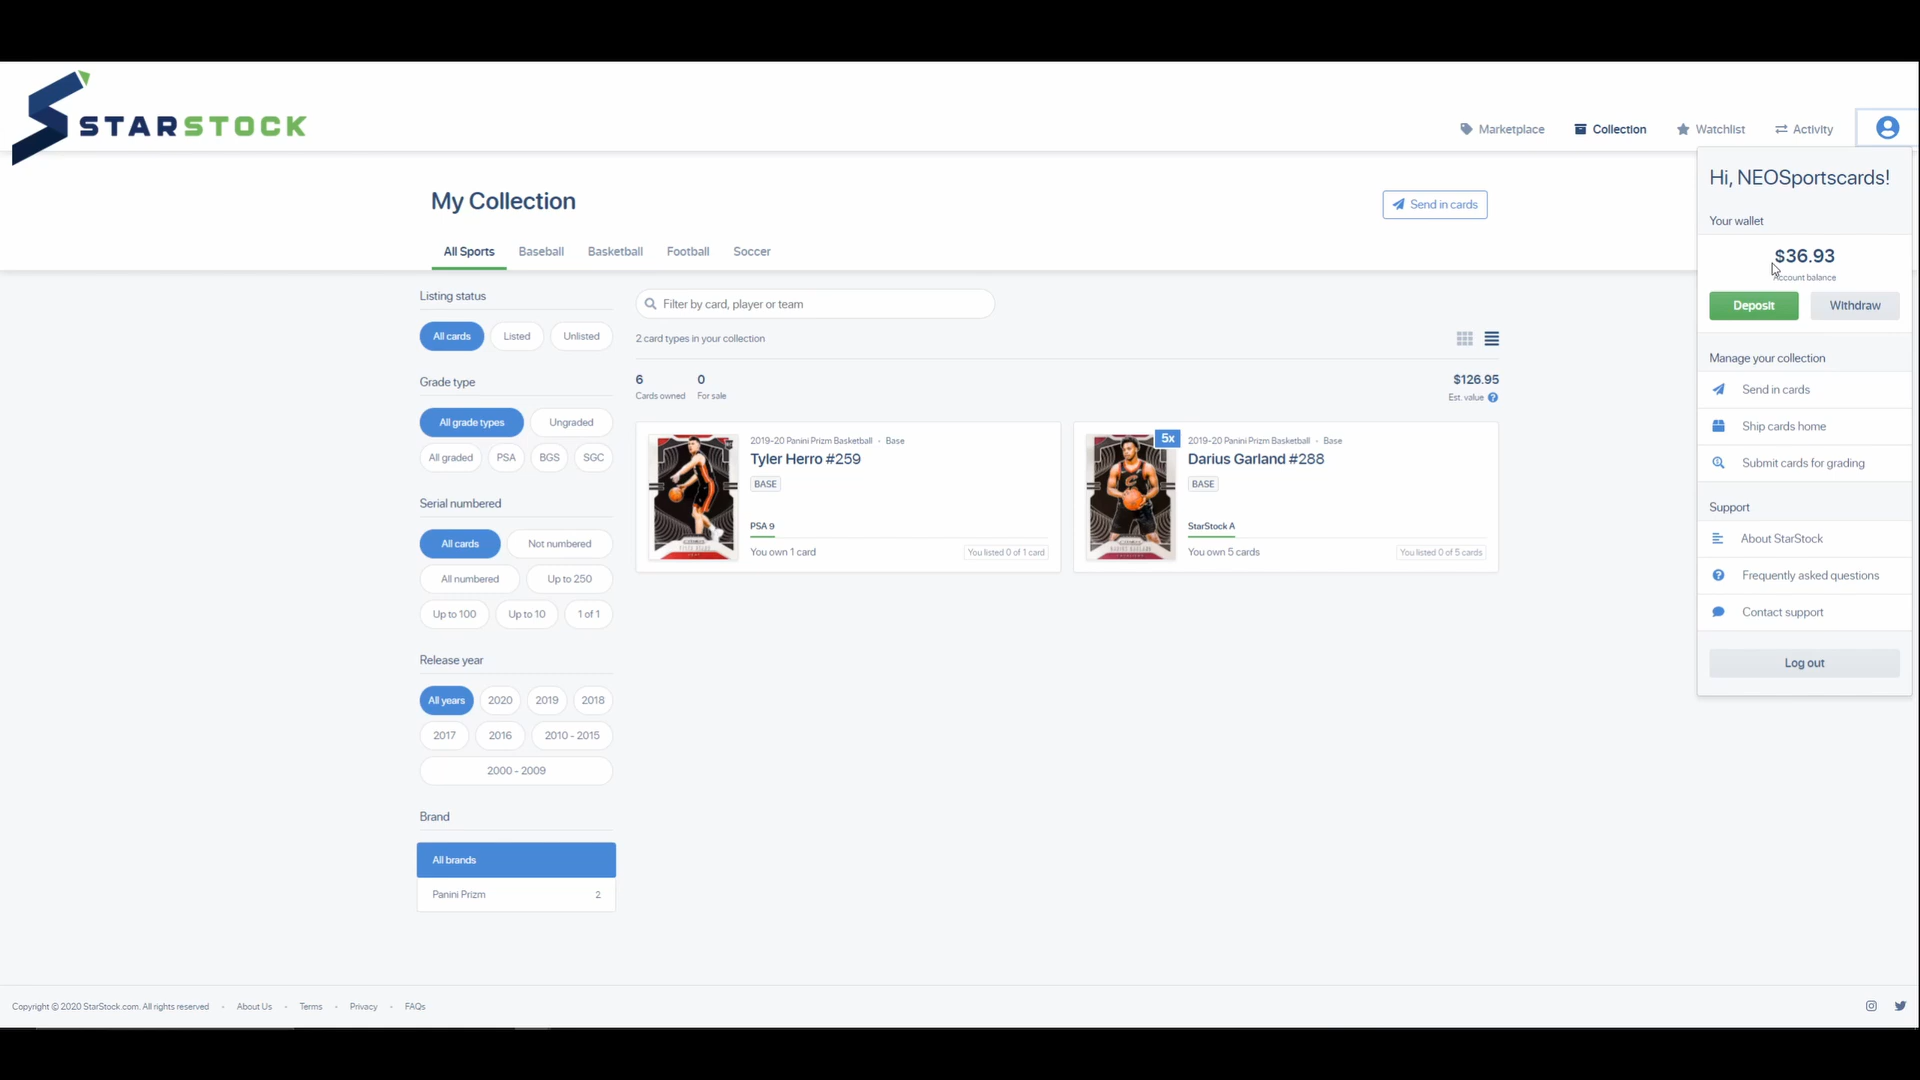 STARSTOCK
Marketplace
Collection
Watchlist
Activity
My Collection
Send in cards
All Sports
Baseball
Basketball
Football
Soccer
Hi, NEOSportscards!
Your wallet
$36.93
Account balance
Deposit
Withdraw
Manage your collection
Send in cards
Ship cards home
Submit cards for grading
Support
About StarStock
Frequently asked questions
Contact support
Log out
Listing status
All cards
Listed
Unlisted
Grade type
All grade types
Ungraded
All graded
PSA
BGS
SGC
Serial numbered
All cards
Not numbered
All numbered
Up to 250
Up to 100
Up to 10
1 of 1
Release year
All years
2020
2019
2018
2017
2016
2010 - 2015
2000 - 2009
Brand
All brands
Panini Prizm 2
Filter by card, player or team
2 card types in your collection
6
Cards owned
0
For sale
$126.95
Est. value
2019-20 Panini Prizm Basketball · Base
Tyler Herro #259
BASE
PSA 9
You own 1 card
You listed 0 of 1 card
5x
2019-20 Panini Prizm Basketball · Base
Darius Garland #288
BASE
StarStock A
You own 5 cards
You listed 0 of 5 cards
Copyright © 2020 StarStock.com. All rights reserved - About Us - Terms - Privacy - FAQs